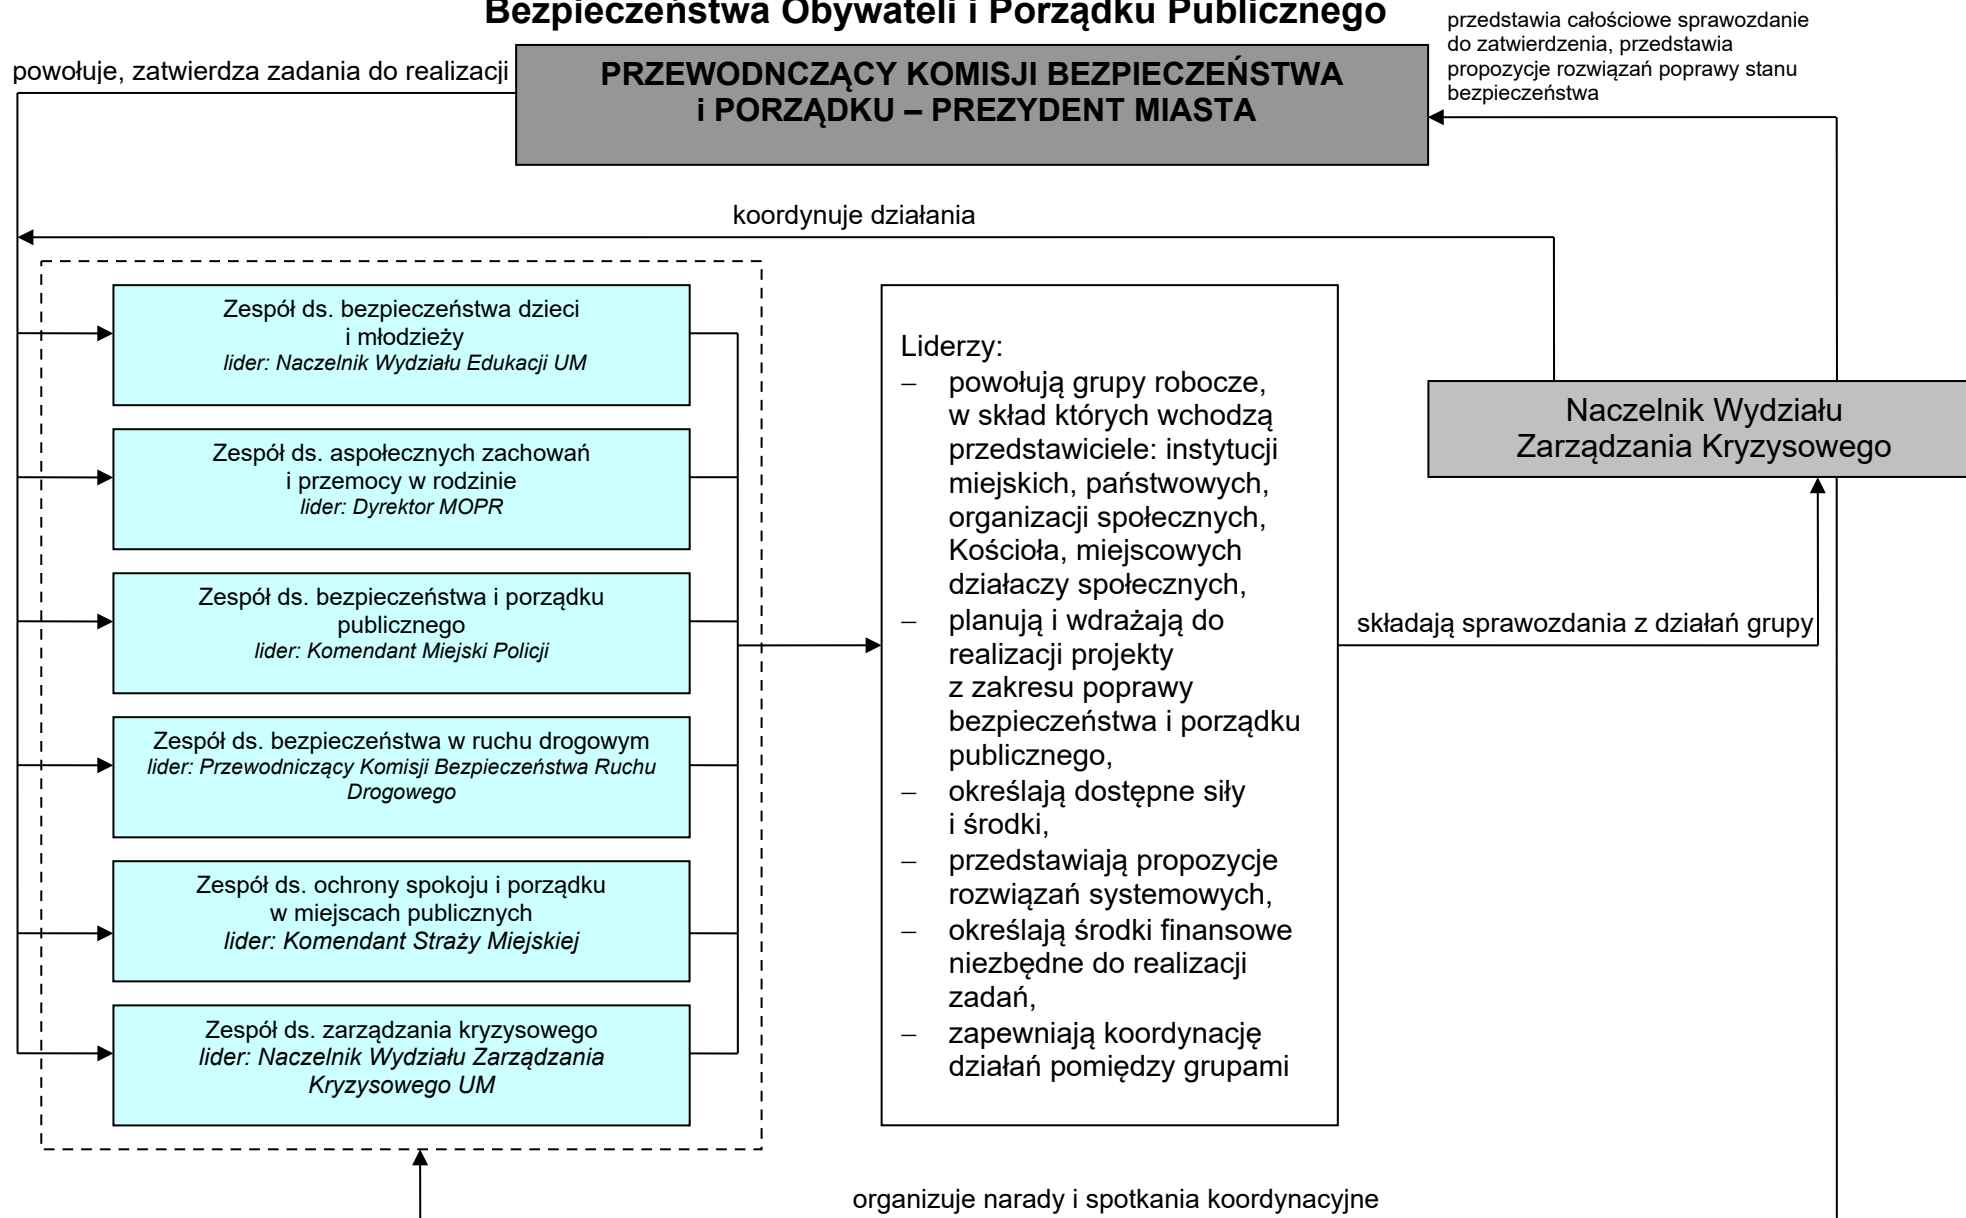 Bezpieczeństwa Obywateli i Porządku Publicznego
przedstawia całościowe sprawozdanie
do zatwierdzenia, przedstawia
propozycje rozwiązań poprawy stanu
bezpieczeństwa
powołuje, zatwierdza zadania do realizacji
PRZEWODNCZĄCY KOMISJI BEZPIECZEŃSTWA
i PORZĄDKU – PREZYDENT MIASTA
koordynuje działania
Zespół ds. bezpieczeństwa dzieci
i młodzieży
lider: Naczelnik Wydziału Edukacji UM
Zespół ds. aspołecznych zachowań
i przemocy w rodzinie
lider: Dyrektor MOPR
Zespół ds. bezpieczeństwa i porządku
publicznego
lider: Komendant Miejski Policji
Zespół ds. bezpieczeństwa w ruchu drogowym
lider: Przewodniczący Komisji Bezpieczeństwa Ruchu
Drogowego
Zespół ds. ochrony spokoju i porządku
w miejscach publicznych
lider: Komendant Straży Miejskiej
Zespół ds. zarządzania kryzysowego
lider: Naczelnik Wydziału Zarządzania
Kryzysowego UM
Liderzy:
– powołują grupy robocze,
w skład których wchodzą
przedstawiciele: instytucji
miejskich, państwowych,
organizacji społecznych,
Kościoła, miejscowych
działaczy społecznych,
– planują i wdrażają do
realizacji projekty
z zakresu poprawy
bezpieczeństwa i porządku
publicznego,
– określają dostępne siły
i środki,
– przedstawiają propozycje
rozwiązań systemowych,
– określają środki finansowe
niezbędne do realizacji
zadań,
– zapewniają koordynację
działań pomiędzy grupami
Naczelnik Wydziału
Zarządzania Kryzysowego
składają sprawozdania z działań grupy
organizuje narady i spotkania koordynacyjne